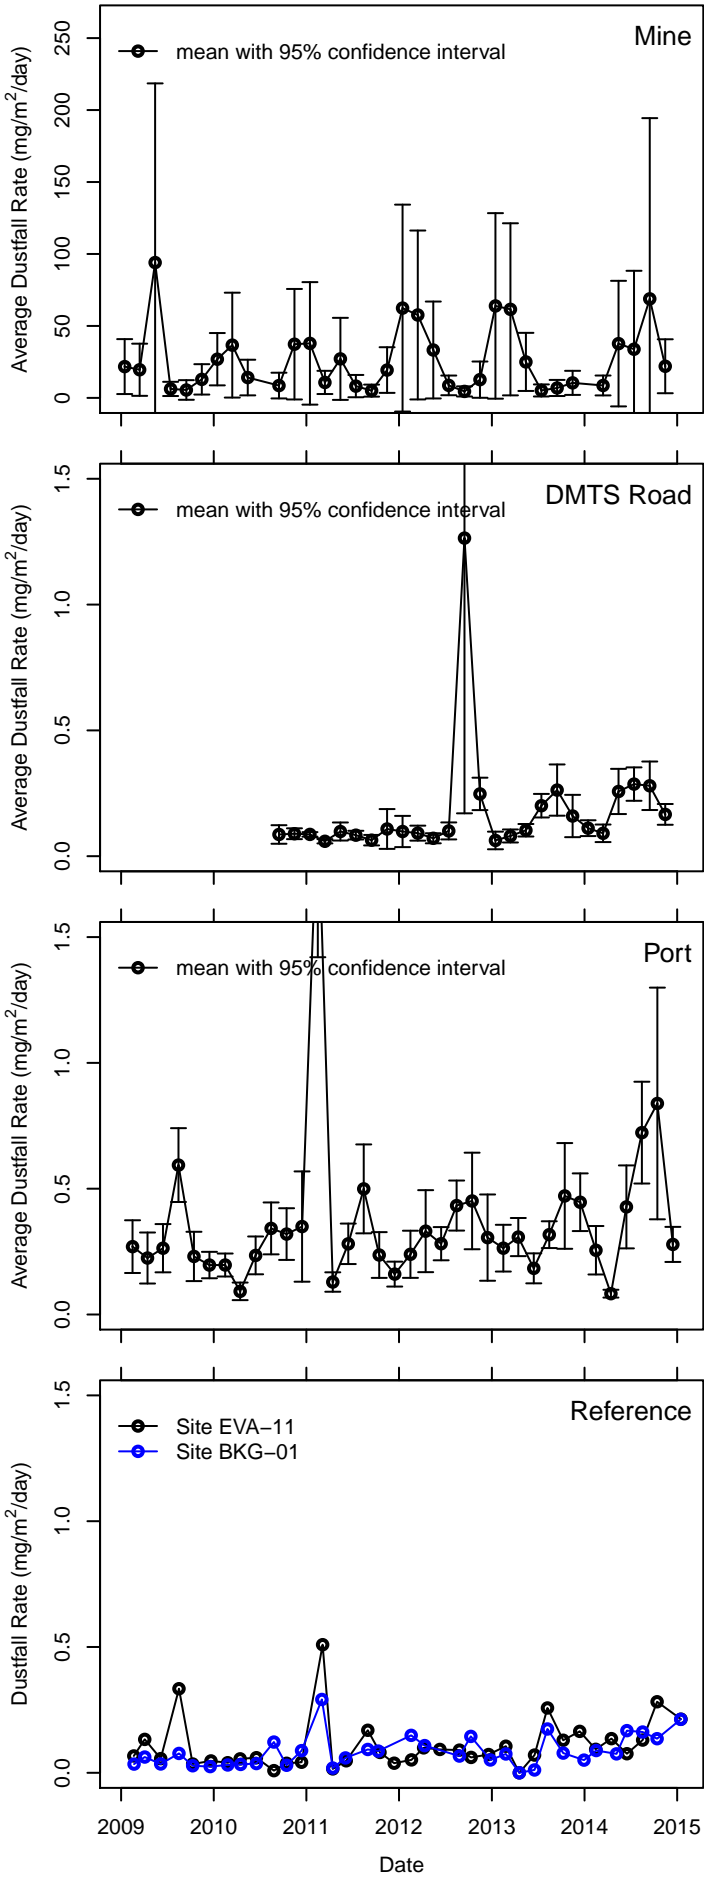 Mine
mean with 95% confidence interval
Average Dustfall Rate (mg/m²/day)
250
200
150
100
50
0
DMTS Road
mean with 95% confidence interval
Average Dustfall Rate (mg/m²/day)
1.5
1.0
0.5
0.0
Port
mean with 95% confidence interval
Average Dustfall Rate (mg/m²/day)
1.5
1.0
0.5
0.0
Reference
Site EVA−11
Site BKG−01
Dustfall Rate (mg/m²/day)
1.5
1.0
0.5
0.0
2009 2010 2011 2012 2013 2014 2015
Date